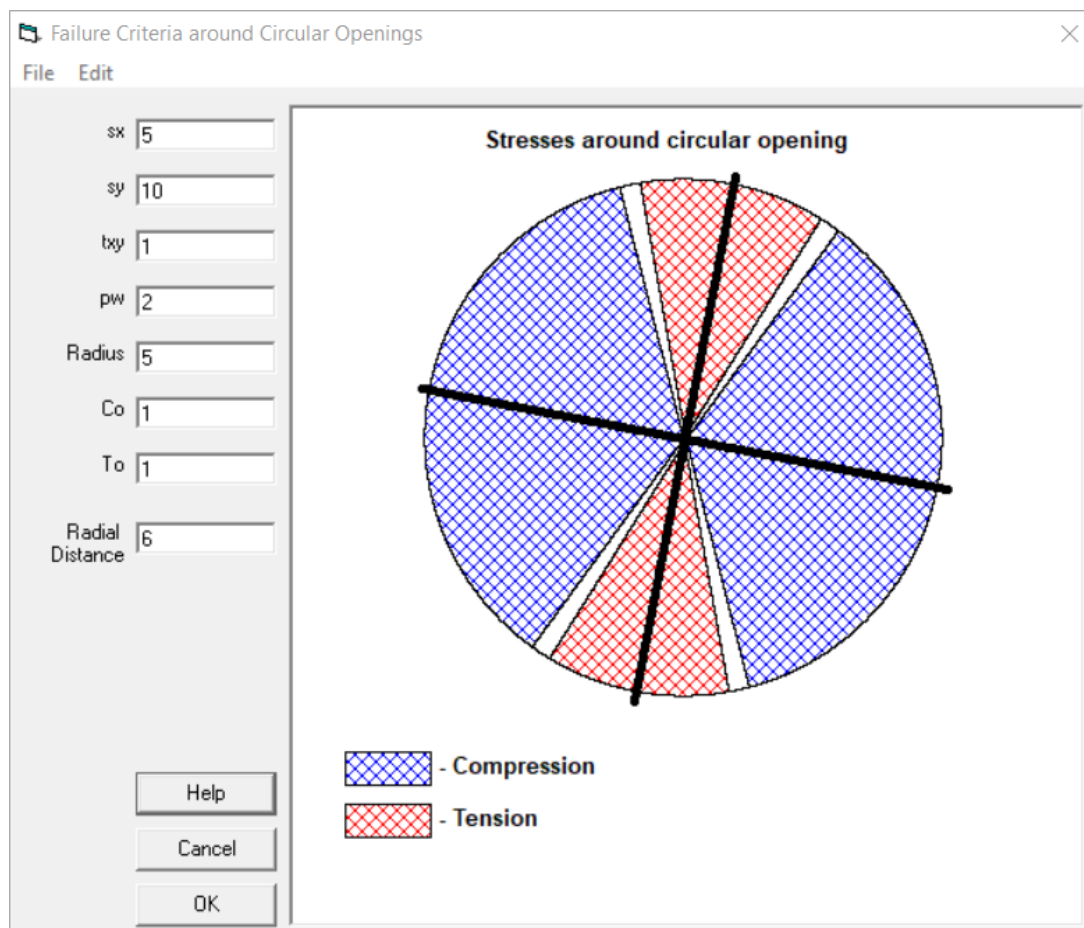 Failure Criteria around Circular Openings
File Edit
Stresses around circular opening
sx 5
sy 10
txy 1
pw 2
Radius 5
Co 1
To 1
Radial
Distance 6
- Compression
- Tension
Help
Cancel
OK